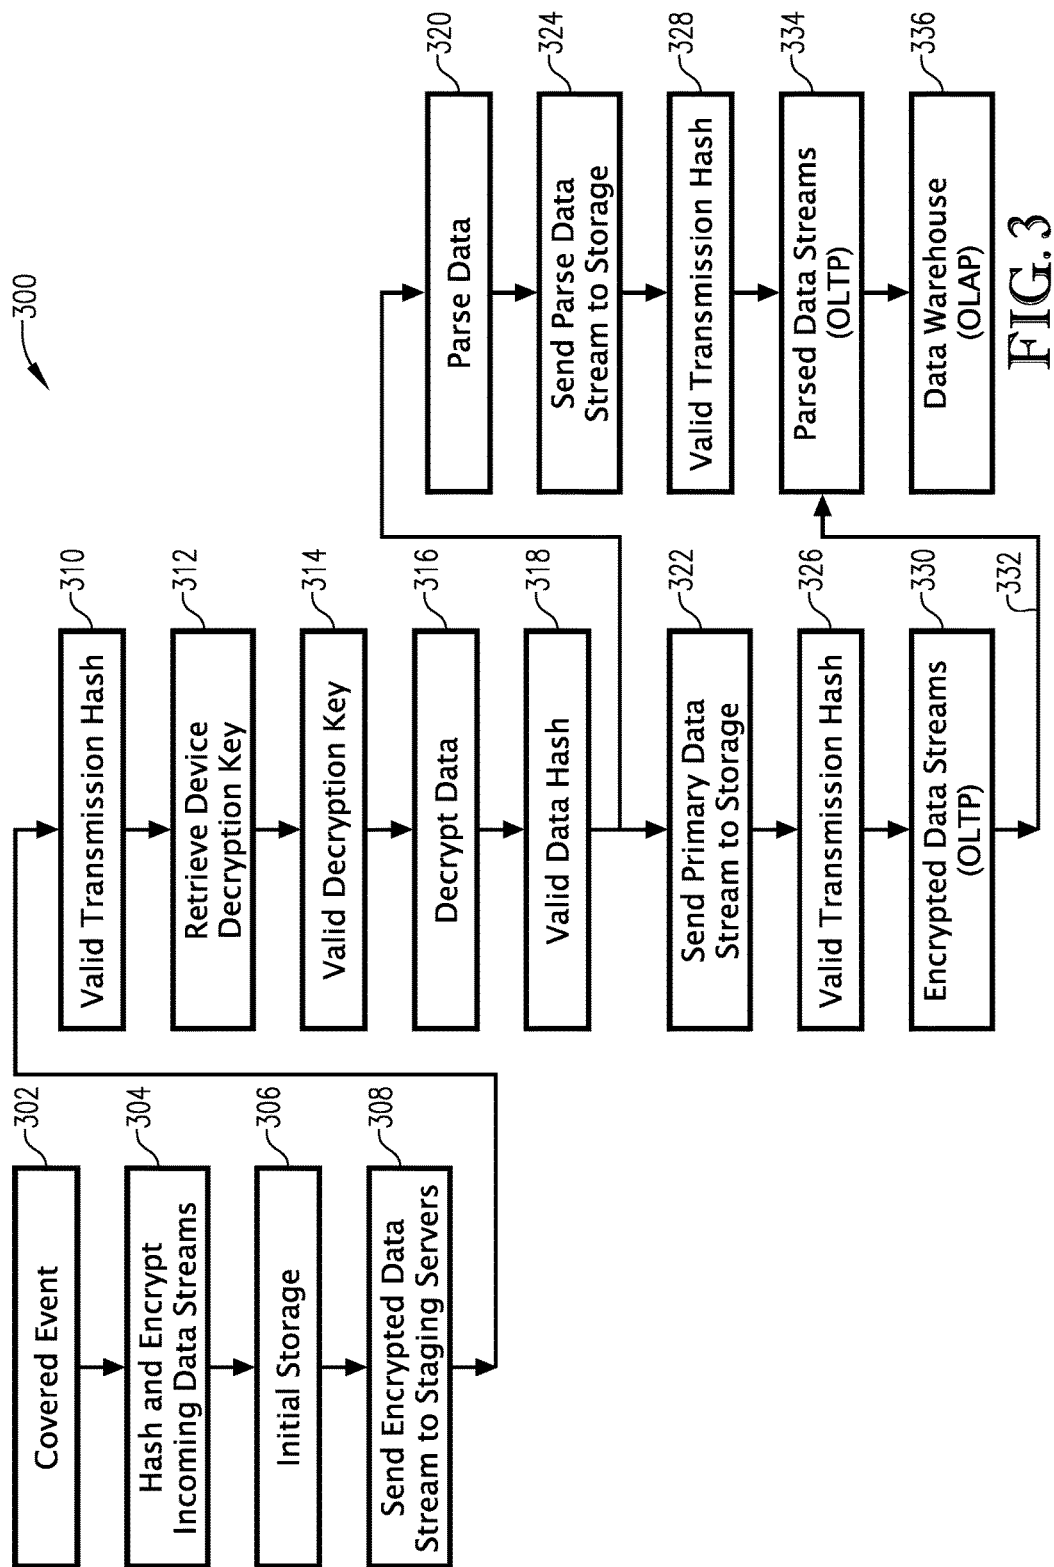 300
Covered Event
302
Hash and Encrypt
Incoming Data Streams
304
Initial Storage
306
Send Encrypted Data
Stream to Staging Servers
308
Valid Transmission Hash
310
Retrieve Device
Decryption Key
312
Valid Decryption Key
314
Decrypt Data
316
Valid Data Hash
318
Send Primary Data
Stream to Storage
322
Valid Transmission Hash
326
Encrypted Data Streams
(OLTP)
330
332
Parse Data
320
Send Parse Data
Stream to Storage
324
Valid Transmission Hash
328
Parsed Data Streams
(OLTP)
334
Data Warehouse
(OLAP)
336
FIG.3